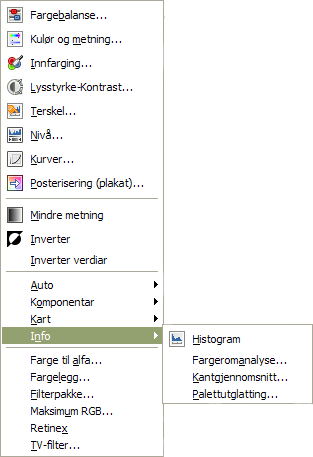 Fargebalanse...
Kulør og metning...
Innfarging...
Lysstyrke-Kontrast...
Terskel...
Nivå...
Kurver...
Posterisering (plakat)...
Mindre metning
Inverter
Inverter verdiar
Auto
Komponentar
Kart
Info
Histogram
Fargeromanalyse...
Kantgjennomsnitt...
Palettutglatting...
Farge til alfa...
Fargelegg...
Filterpakke...
Maksimum RGB...
Retinex
TV-filter...